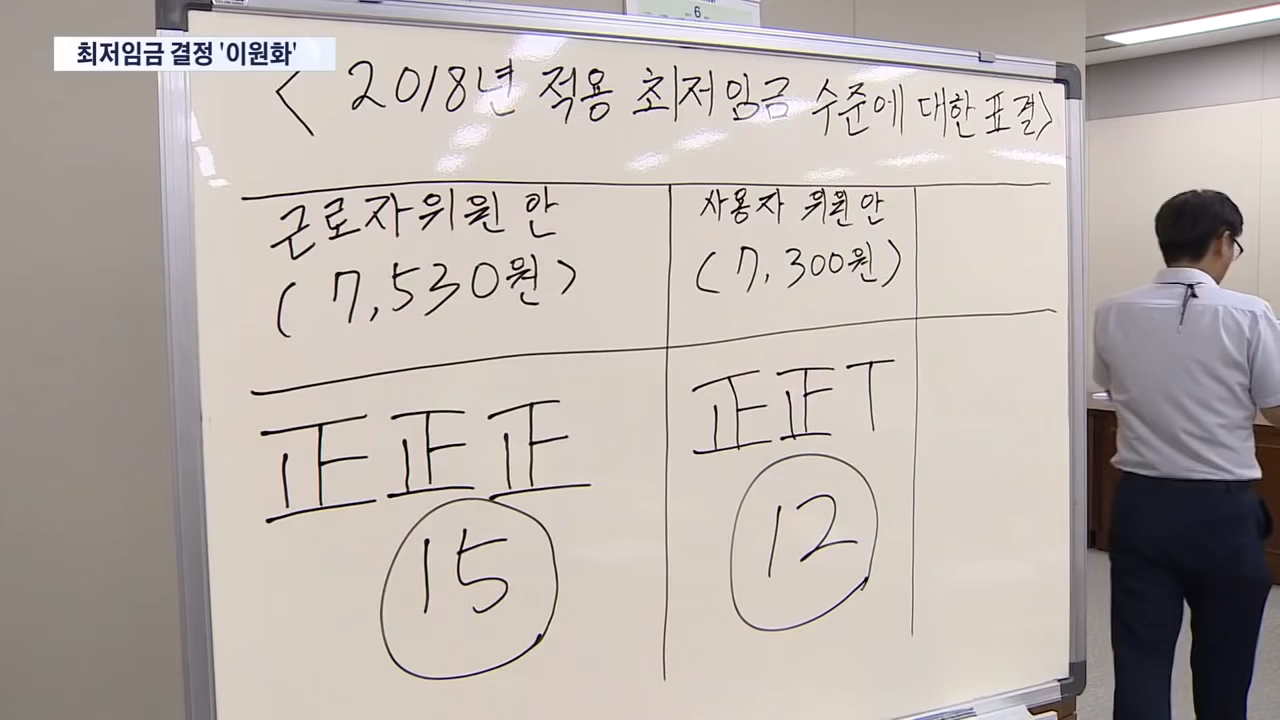 6
최저임금 결정 '이원화'
< 2018년 적용 최저임금 수준에 대한 표결>
근로자위원 안
(7,530원)
사용자 위원 안
(7,300원)
正正正
15
正正T
12